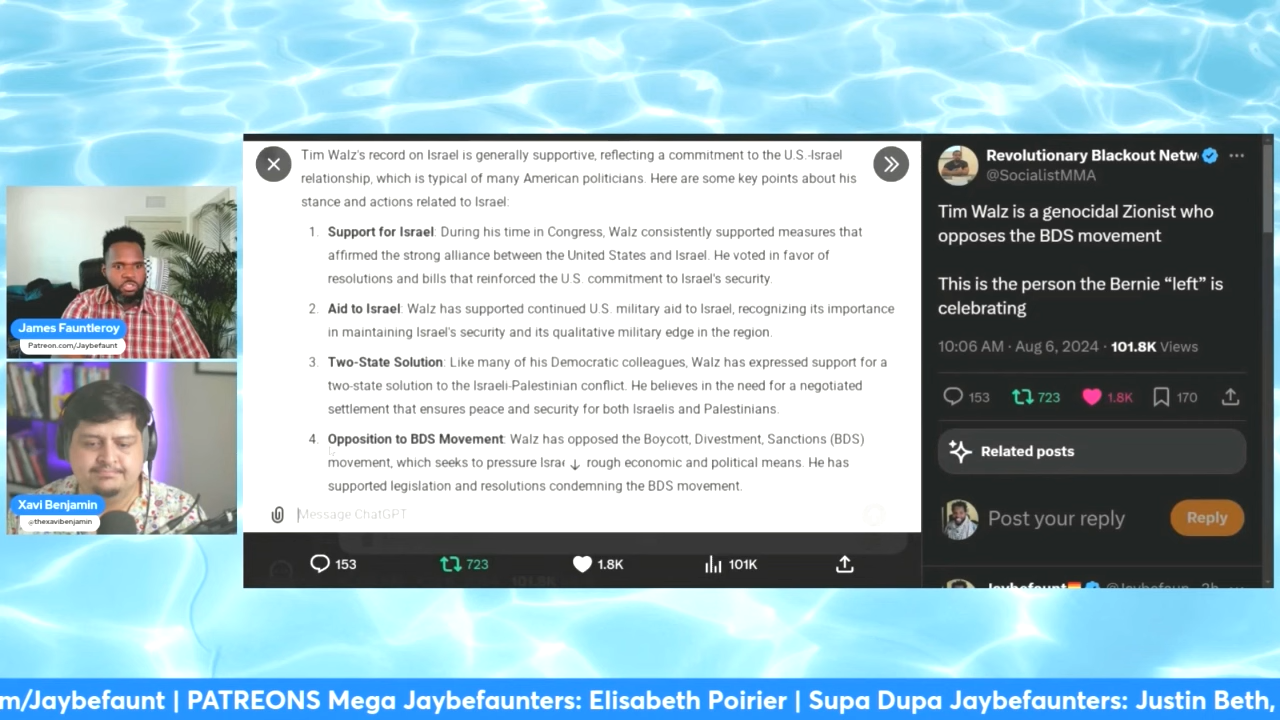 James Fauntleroy
Patreon.com/Jaybefaunt
Xavi Benjamin
@thexavibenjamin
Tim Walz's record on Israel is generally supportive, reflecting a commitment to the U.S.-Israel
relationship, which is typical of many American politicians. Here are some key points about his
stance and actions related to Israel:
1. Support for Israel: During his time in Congress, Walz consistently supported measures that
affirmed the strong alliance between the United States and Israel. He voted in favor of
resolutions and bills that reinforced the U.S. commitment to Israel's security.
2. Aid to Israel: Walz has supported continued U.S. military aid to Israel, recognizing its importance
in maintaining Israel's security and its qualitative military edge in the region.
3. Two-State Solution: Like many of his Democratic colleagues, Walz has expressed support for a
two-state solution to the Israeli-Palestinian conflict. He believes in the need for a negotiated
settlement that ensures peace and security for both Israelis and Palestinians.
4. Opposition to BDS Movement: Walz has opposed the Boycott, Divestment, Sanctions (BDS)
movement, which seeks to pressure Israe rough economic and political means. He has
supported legislation and resolutions condemning the BDS movement.
Message ChatGPT
153 723 1.8K 101K
Revolutionary Blackout Netw
@SocialistMMA
Tim Walz is a genocidal Zionist who
opposes the BDS movement
This is the person the Bernie “left” is
celebrating
10:06 AM · Aug 6, 2024 · 101.8K Views
153 723 1.8K 170
Related posts
Post your reply Reply
m/Jaybefaunt | PATREONS Mega Jaybefaunters: Elisabeth Poirier | Supa Dupa Jaybefaunters: Justin Beth,